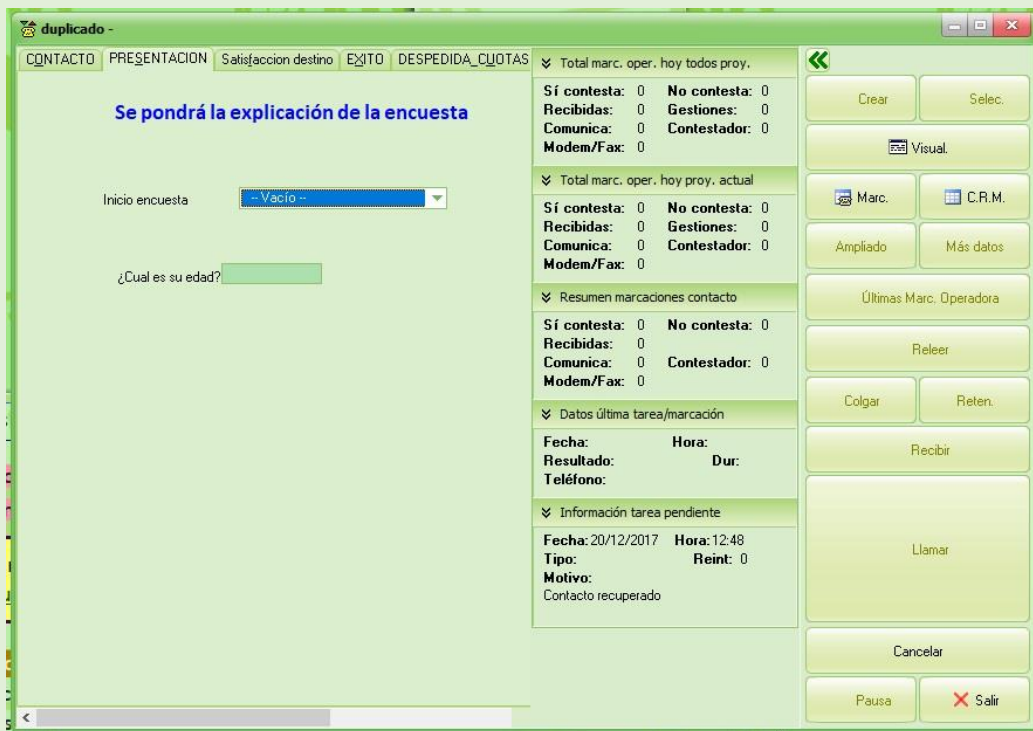 duplicado -
CONTACTO PRESENTACION Satisfaccion destino EXITO DESPEDIDA_CUOTAS
Se pondrá la explicación de la encuesta
Inicio encuesta -- Vacío --
¿Cual es su edad?
Total marc. oper. hoy todos proy.
Sí contesta: 0 No contesta: 0
Recibidas: 0 Gestiones: 0
Comunica: 0 Contestador: 0
Modem/Fax: 0
Total marc. oper. hoy proy. actual
Sí contesta: 0 No contesta: 0
Recibidas: 0 Gestiones: 0
Comunica: 0 Contestador: 0
Modem/Fax: 0
Resumen marcaciones contacto
Sí contesta: 0 No contesta: 0
Recibidas: 0
Comunica: 0 Contestador: 0
Modem/Fax: 0
Datos última tarea/marcación
Fecha: Hora:
Resultado: Dur:
Teléfono:
Información tarea pendiente
Fecha: 20/12/2017 Hora: 12:48
Tipo: Reint: 0
Motivo:
Contacto recuperado
Crear Selec.
Visual.
Marc. C.R.M.
Ampliado Más datos
Últimas Marc. Operadora
Releer
Colgar Reten.
Recibir
Llamar
Cancelar
Pausa Salir